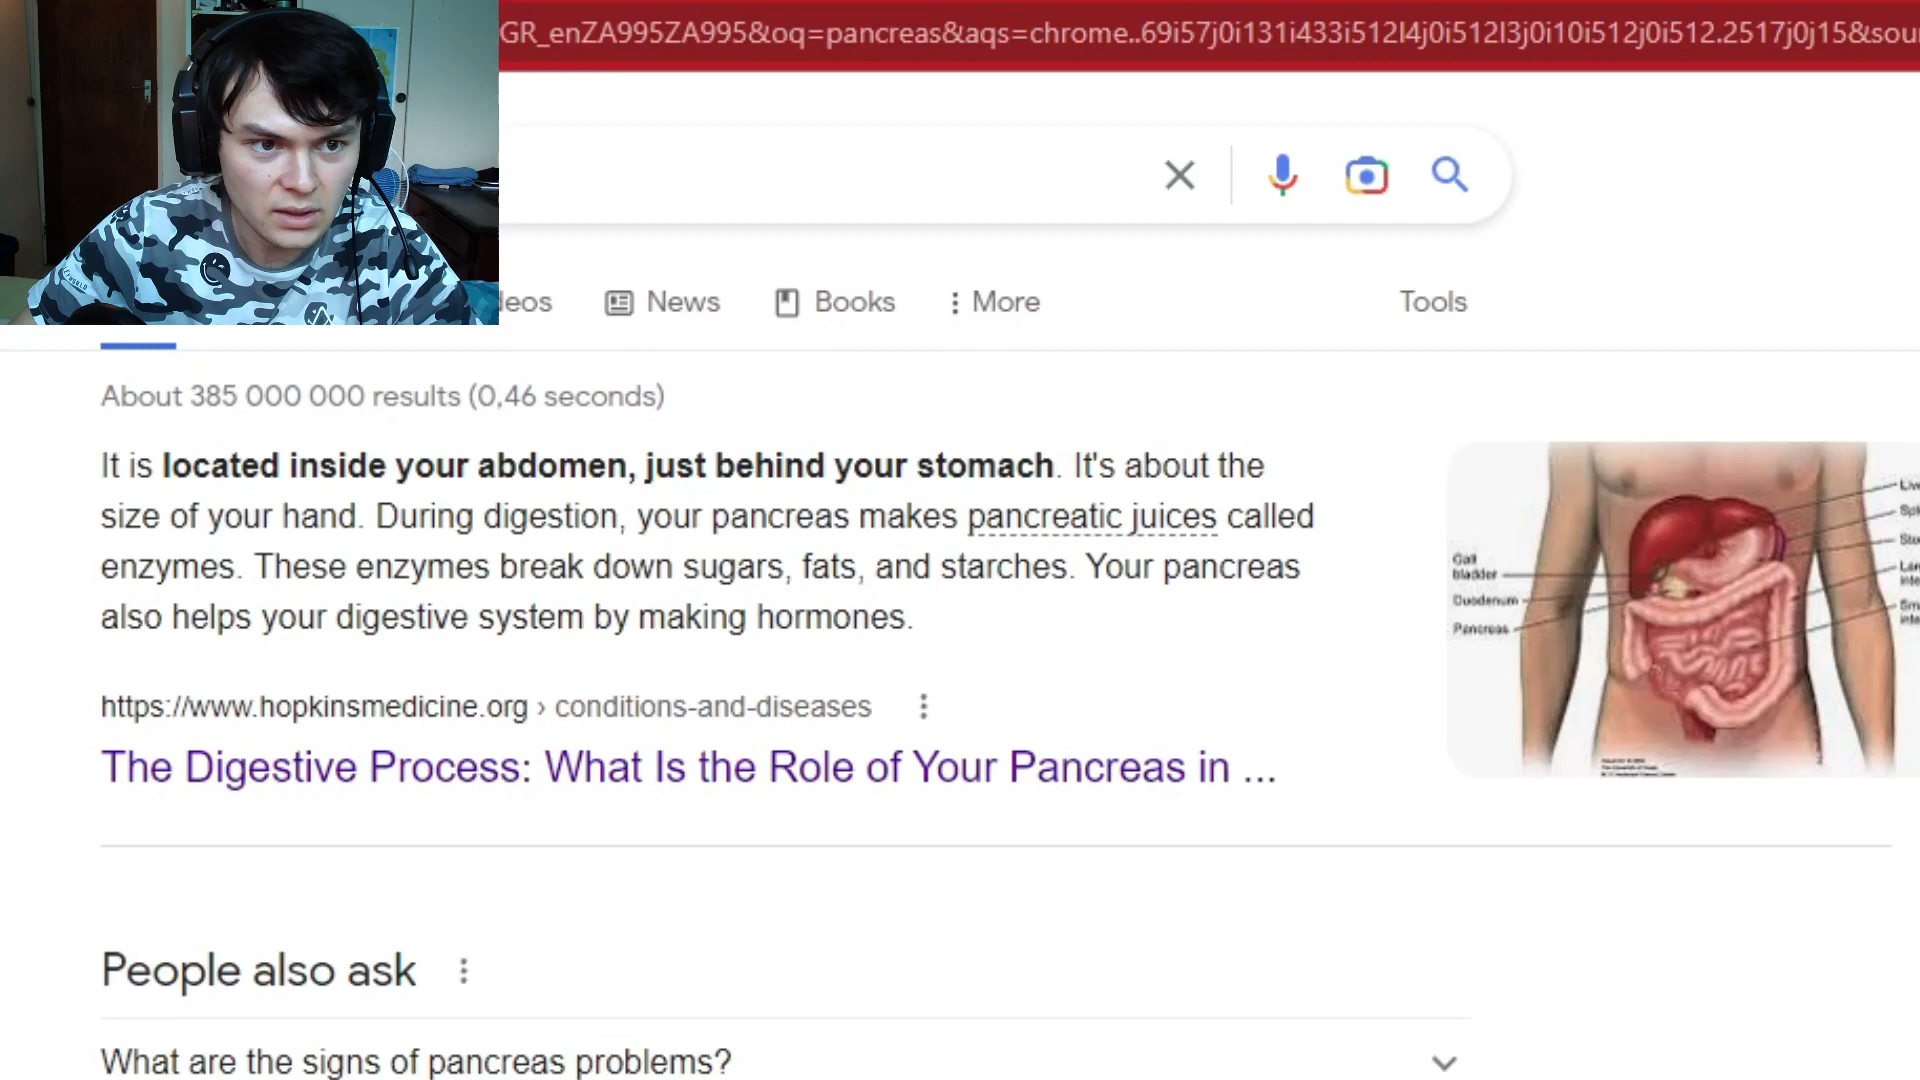 GR_enZA995ZA995&oq=pancreas&aqs=chrome..69i57j0i131i433i512l4j0i512l3j0i10i512j0i512.2517j0j15&sour
News
Books
More
Tools
About 385 000 000 results (0,46 seconds)
It is located inside your abdomen, just behind your stomach. It's about the
size of your hand. During digestion, your pancreas makes pancreatic juices called
enzymes. These enzymes break down sugars, fats, and starches. Your pancreas
also helps your digestive system by making hormones.
Gall
bladder
Duodenum
Pancreas
https://www.hopkinsmedicine.org › conditions-and-diseases
The Digestive Process: What Is the Role of Your Pancreas in ...
People also ask
What are the signs of pancreas problems?